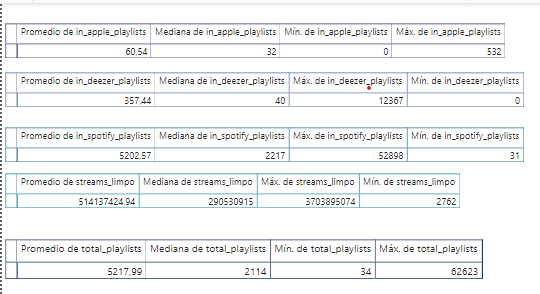 Promedio de in_apple_playlists Mediana de in_apple_playlists Mín. de in_apple_playlists Máx. de in_apple_playlists
60,54 32 0 532
Promedio de in_deezer_playlists Mediana de in_deezer_playlists Máx. de in_deezer_playlists Mín. de in_deezer_playlists
357,44 40 12367 0
Promedio de in_spotify_playlists Mediana de in_spotify_playlists Máx. de in_spotify_playlists Mín. de in_spotify_playlists
5202,57 2217 52898 31
Promedio de streams_limpo Mediana de streams_limpo Máx. de streams_limpo Mín. de streams_limpo
514137424,94 290530915 3703895074 2762
Promedio de total_playlists Mediana de total_playlists Mín. de total_playlists Máx. de total_playlists
5217,99 2114 34 62623